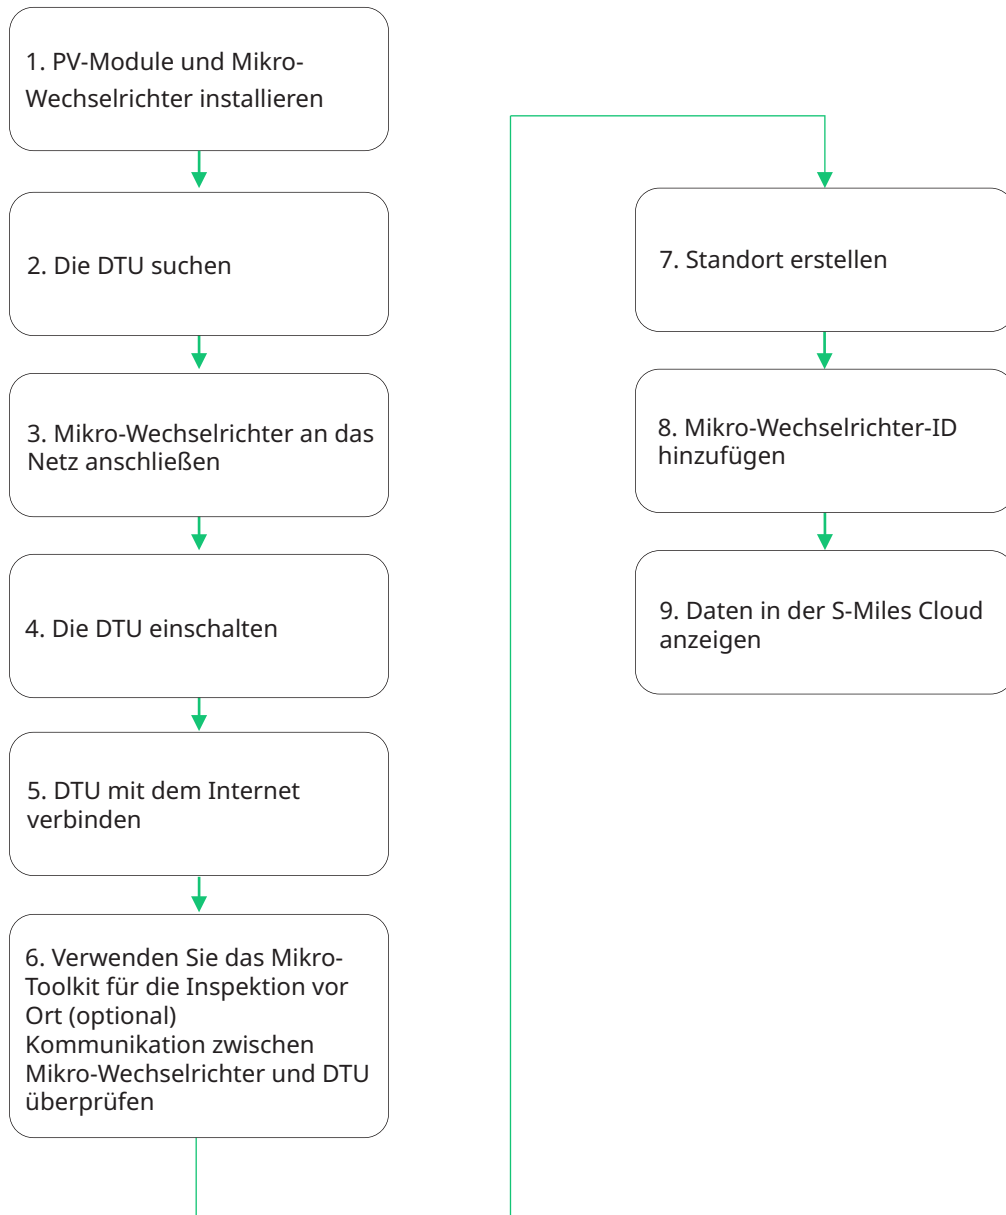 1. PV-Module und Mikro-
Wechselrichter installieren
2. Die DTU suchen
3. Mikro-Wechselrichter an das
Netz anschließen
4. Die DTU einschalten
5. DTU mit dem Internet
verbinden
6. Verwenden Sie das Mikro-
Toolkit für die Inspektion vor
Ort (optional)
Kommunikation zwischen
Mikro-Wechselrichter und DTU
überprüfen
7. Standort erstellen
8. Mikro-Wechselrichter-ID
hinzufügen
9. Daten in der S-Miles Cloud
anzeigen